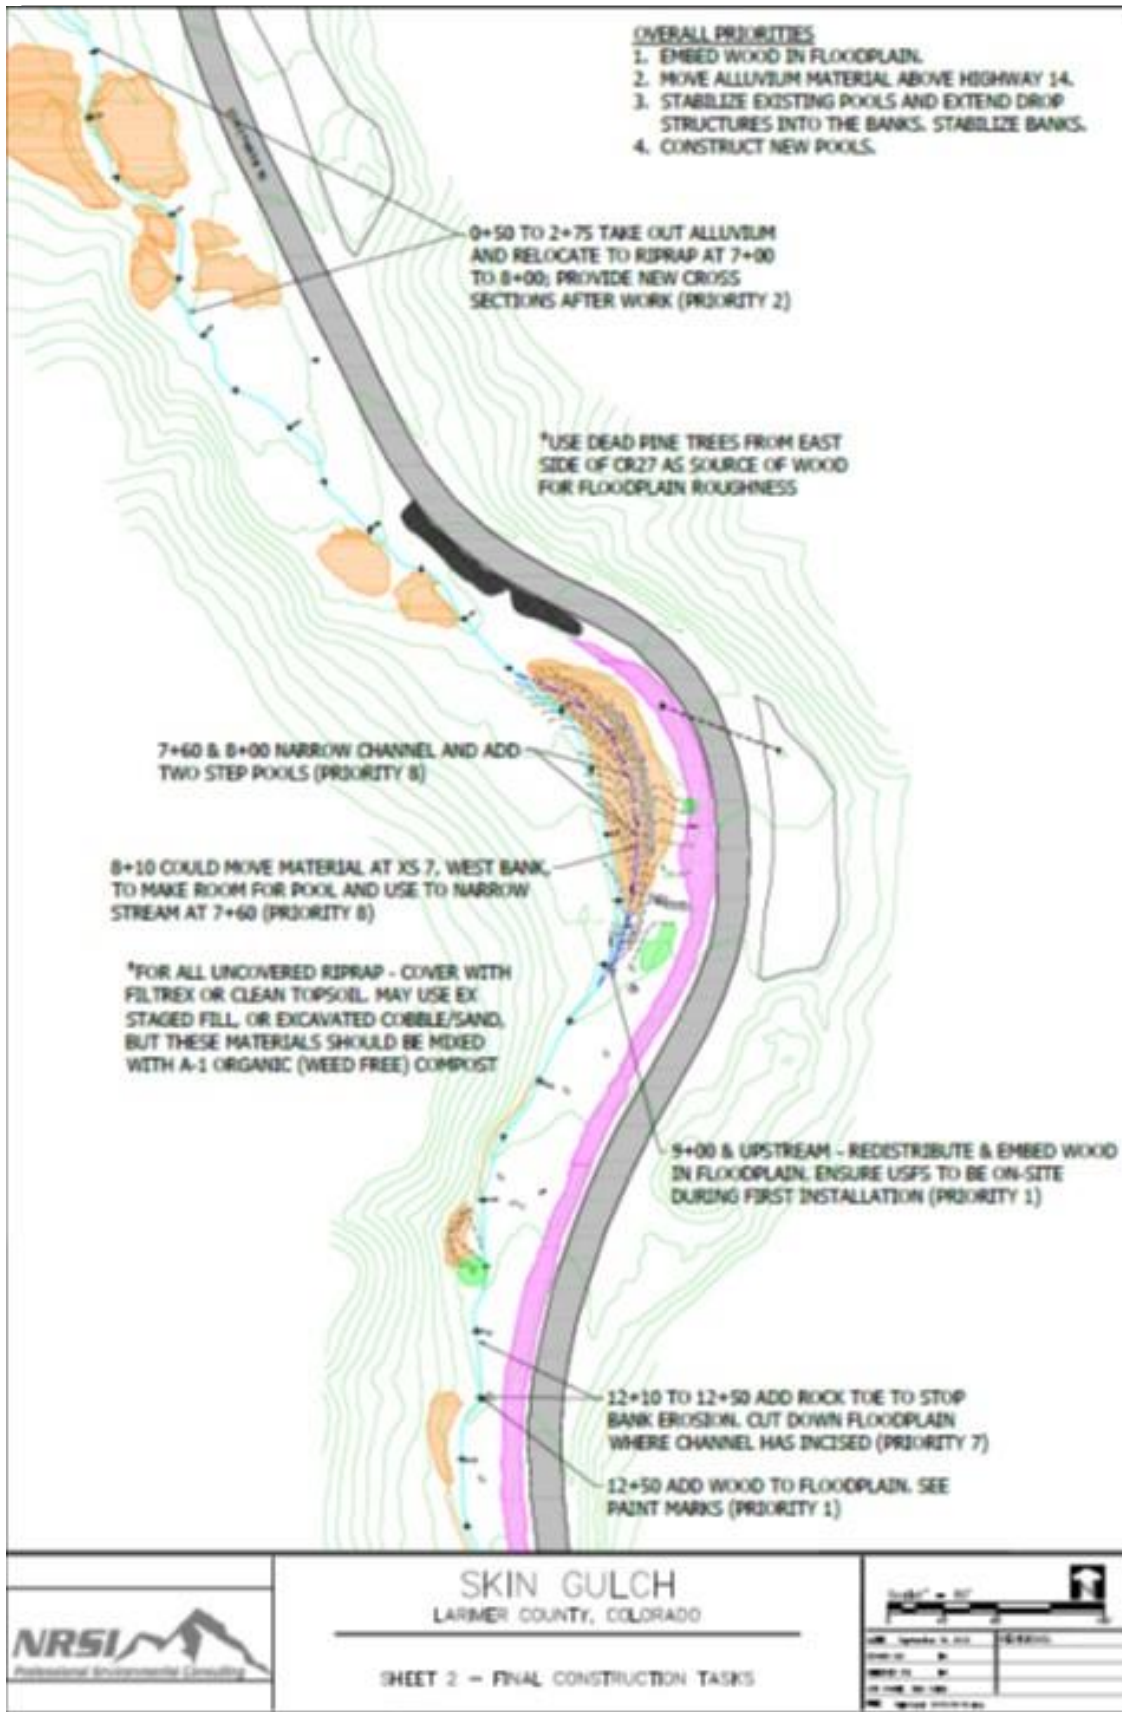 OVERALL PRIORITIES
1. EMBED WOOD IN FLOODPLAIN.
2. MOVE ALLUVIUM MATERIAL ABOVE HIGHWAY 14.
3. STABILIZE EXISTING POOLS AND EXTEND DROP
STRUCTURES INTO THE BANKS. STABILIZE BANKS.
4. CONSTRUCT NEW POOLS.
0+50 TO 2+75 TAKE OUT ALLUVIUM
AND RELOCATE TO RIPRAP AT 7+00
TO 8+00; PROVIDE NEW CROSS
SECTIONS AFTER WORK (PRIORITY 2)
*USE DEAD PINE TREES FROM EAST
SIDE OF CR27 AS SOURCE OF WOOD
FOR FLOODPLAIN ROUGHNESS
7+60 & 8+00 NARROW CHANNEL AND ADD
TWO STEP POOLS (PRIORITY 8)
8+10 COULD MOVE MATERIAL AT XS 7, WEST BANK,
TO MAKE ROOM FOR POOL AND USE TO NARROW
STREAM AT 7+60 (PRIORITY 8)
*FOR ALL UNCOVERED RIPRAP - COVER WITH
FILTREX OR CLEAN TOPSOIL. MAY USE EX
STAGED FILL, OR EXCAVATED COBBLE/SAND,
BUT THESE MATERIALS SHOULD BE MIXED
WITH A-1 ORGANIC (WEED FREE) COMPOST
9+00 & UPSTREAM - REDISTRIBUTE & EMBED WOOD
IN FLOODPLAIN. ENSURE USFS TO BE ON-SITE
DURING FIRST INSTALLATION (PRIORITY 1)
12+10 TO 12+50 ADD ROCK TOE TO STOP
BANK EROSION. CUT DOWN FLOODPLAIN
WHERE CHANNEL HAS INCISED (PRIORITY 7)
12+50 ADD WOOD TO FLOODPLAIN. SEE
PAINT MARKS (PRIORITY 1)
NRSI
Professional Environmental Consulting
SKIN GULCH
LARIMER COUNTY, COLORADO
SHEET 2 - FINAL CONSTRUCTION TASKS
N